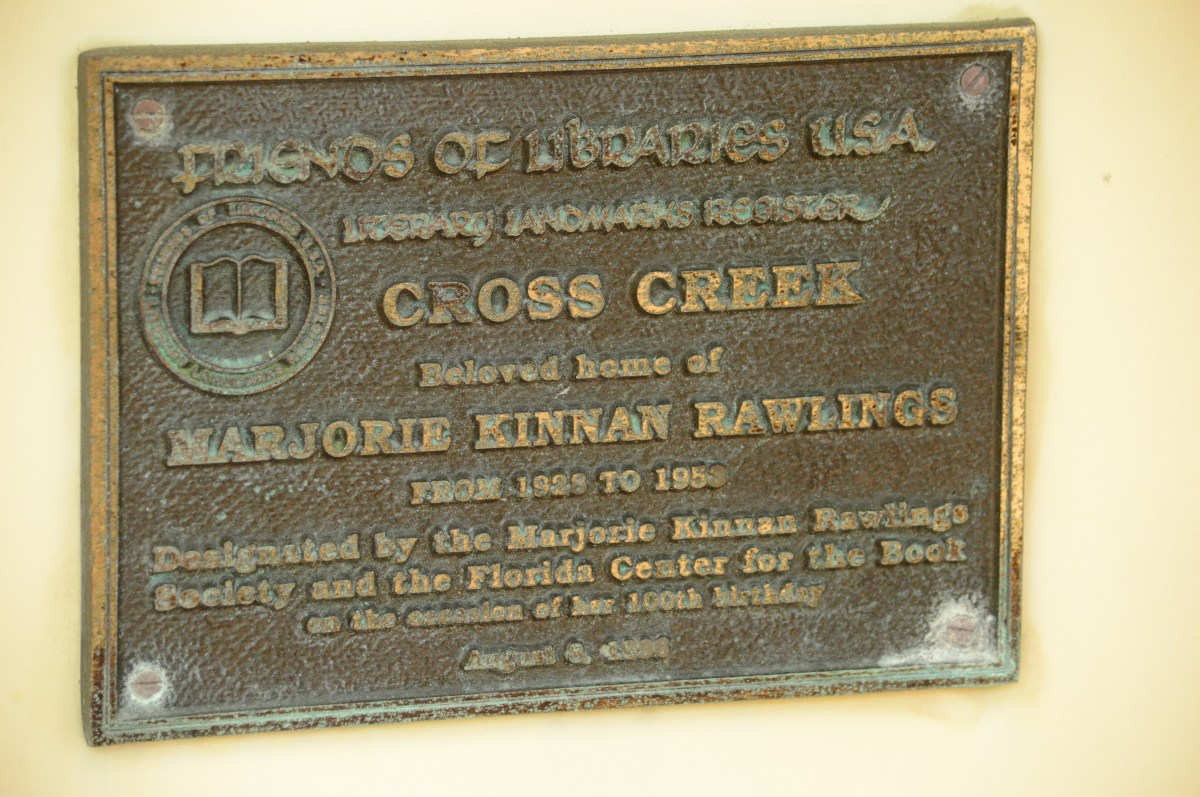 FRIENDS OF LIBRARIES U.S.A.
LITERARY LANDMARKS REGISTER
CROSS CREEK
Beloved home of
MARJORIE KINNAN RAWLINGS
FROM 1928 TO 1953
Designated by the Marjorie Kinnan Rawlings
Society and the Florida Center for the Book
on the occasion of her 100th birthday
August 8, 1996